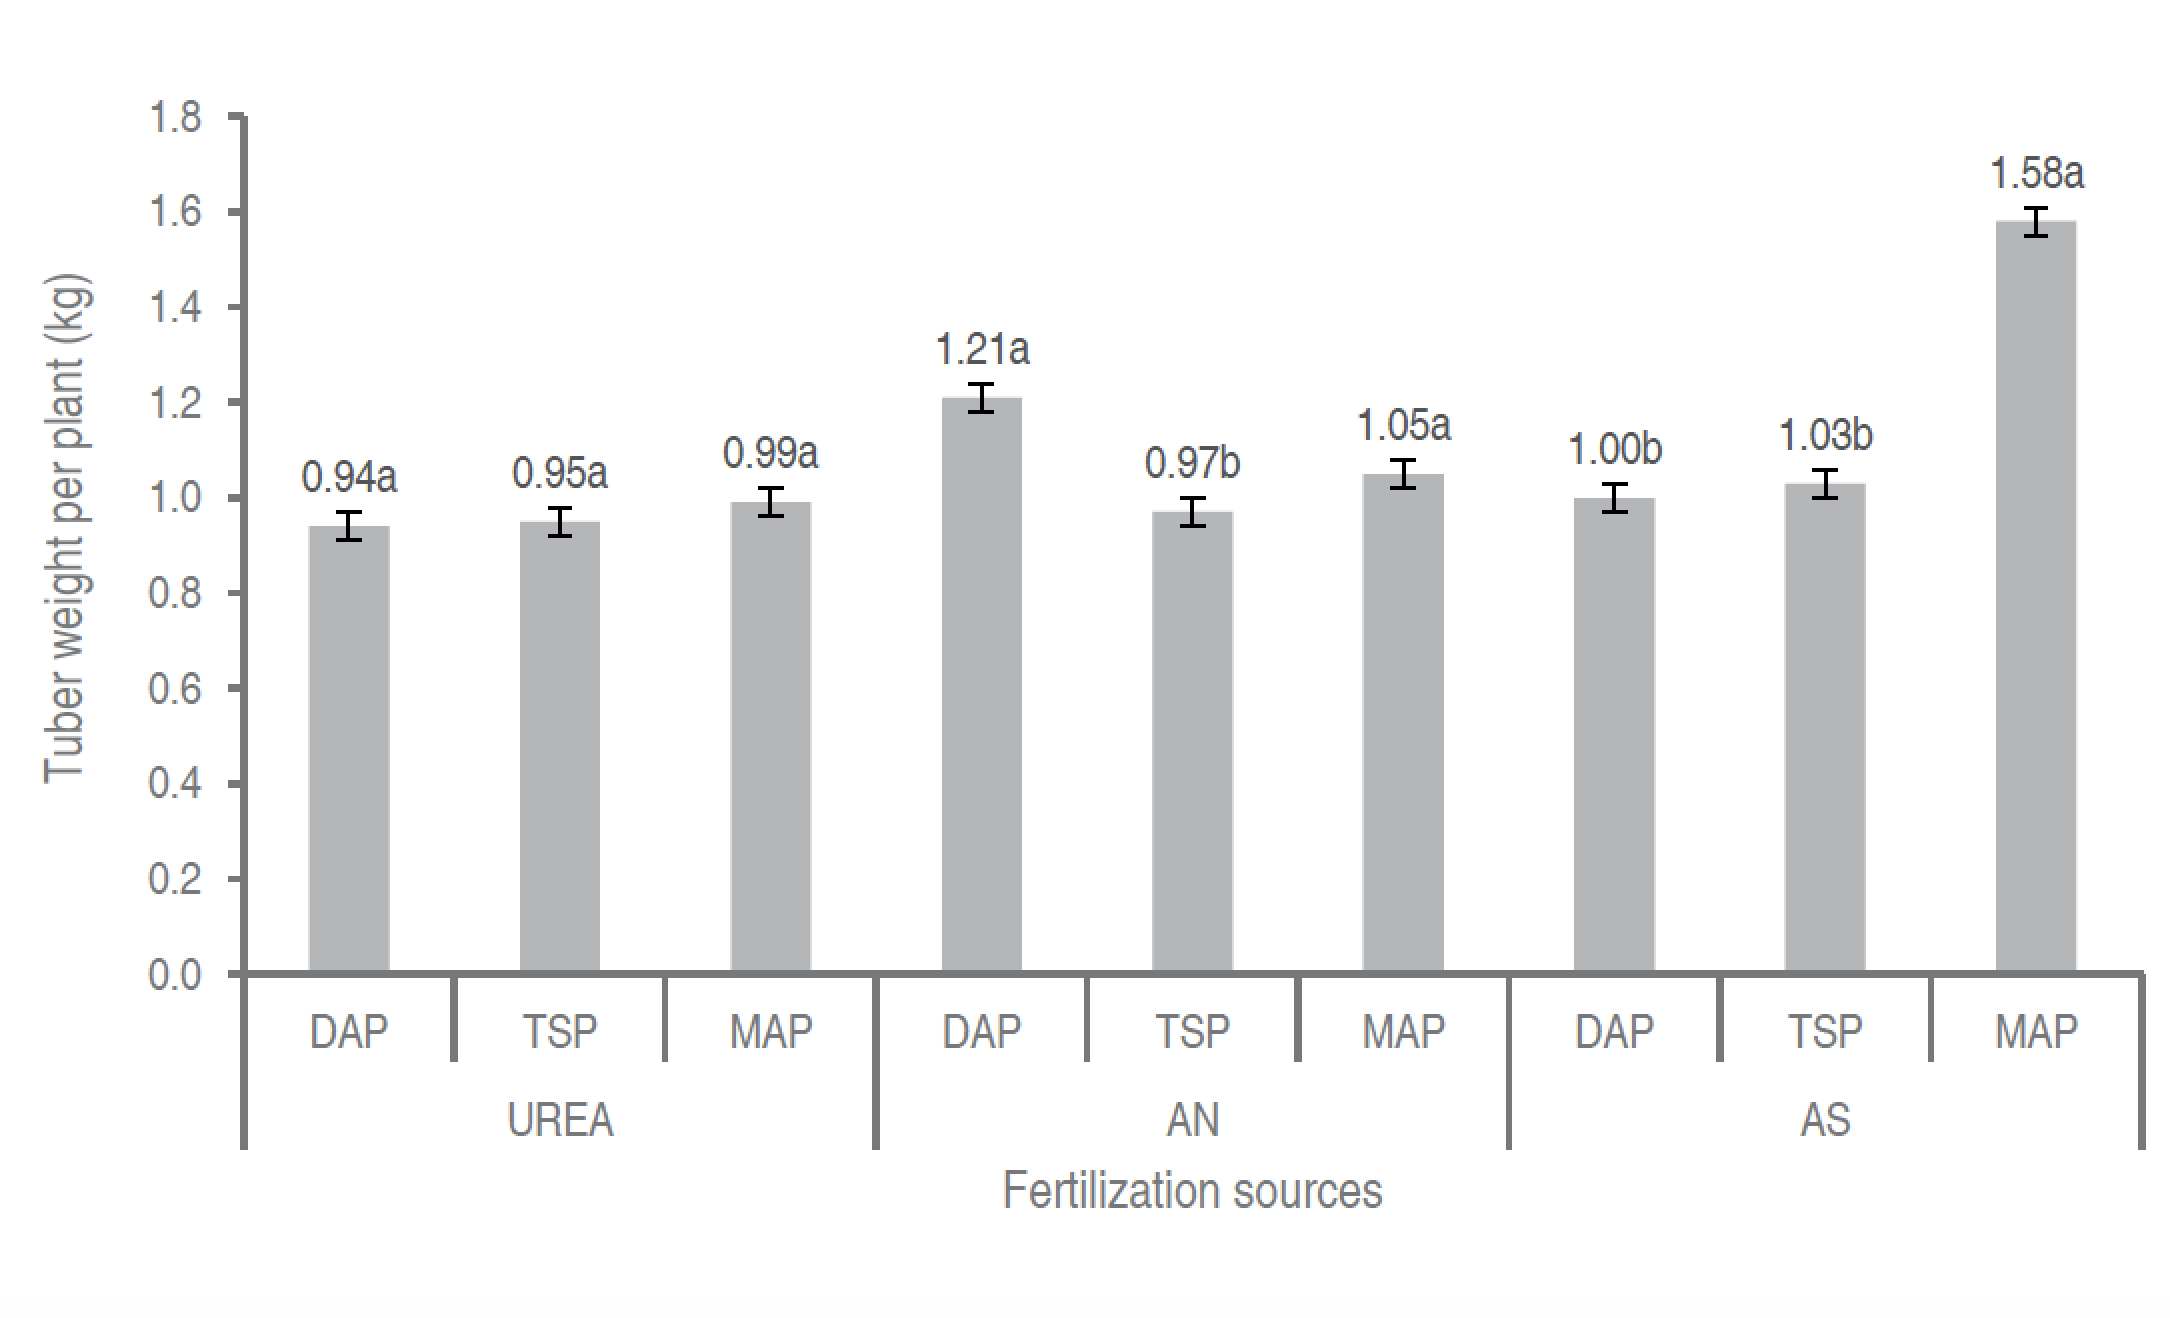 1.8
1.6
1.4
1.2
1.0
0.8
0.6
0.4
0.2
0.0
Tuber weight per plant (kg)
0.94a
0.95a
0.99a
1.21a
0.97b
1.05a
1.00b
1.03b
1.58a
DAP TSP MAP DAP TSP MAP DAP TSP MAP
UREA AN AS
Fertilization sources